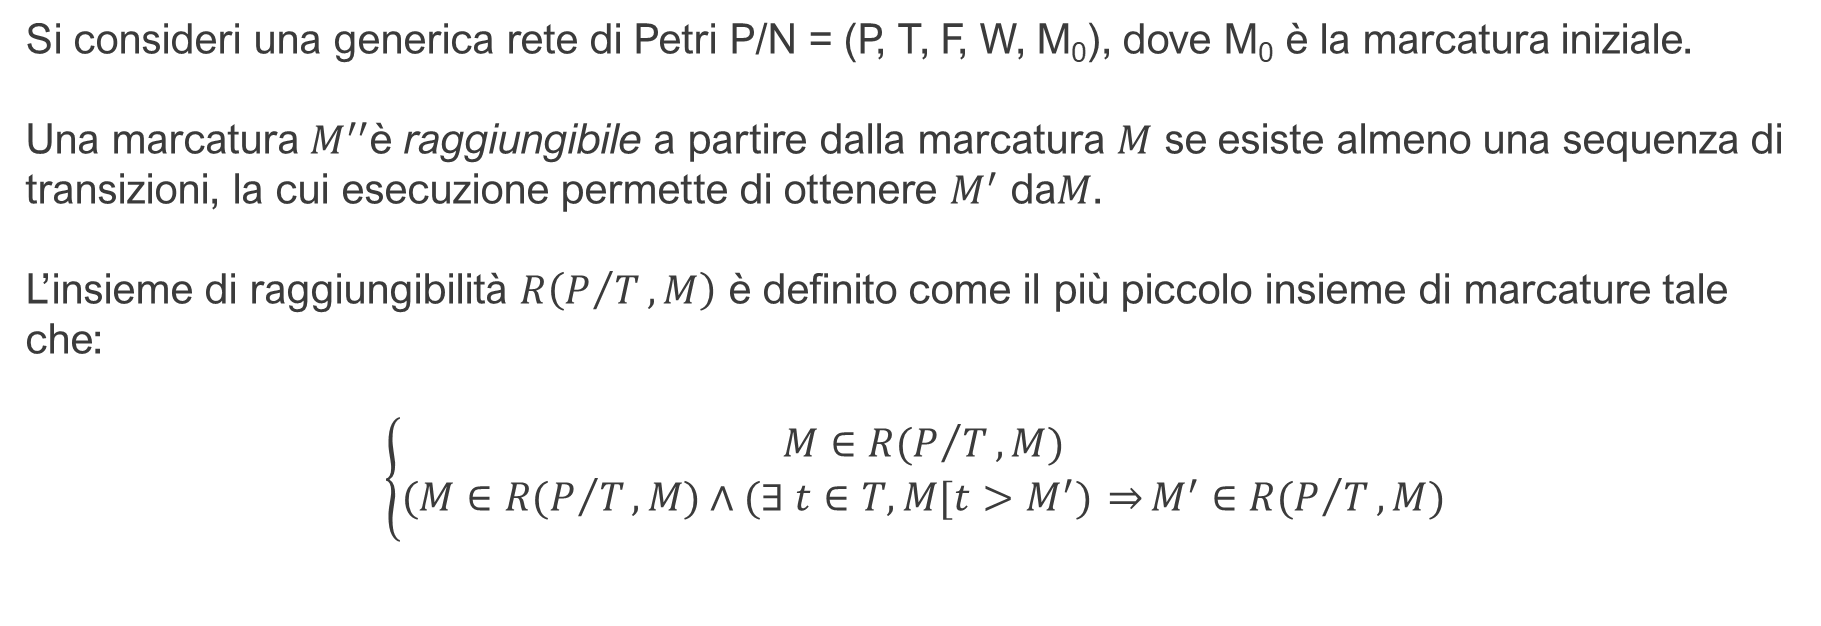 Si consideri una generica rete di Petri P/N = (P, T, F, W, M₀), dove M₀ è la marcatura iniziale.
Una marcatura M′′è raggiungibile a partire dalla marcatura M se esiste almeno una sequenza di
transizioni, la cui esecuzione permette di ottenere M′ daM.
L’insieme di raggiungibilità R(P/T ,M) è definito come il più piccolo insieme di marcature tale
che:
M ∈ R(P/T ,M)
(M ∈ R(P/T ,M) ∧ (∃ t ∈ T, M[t > M′) ⇒ M′ ∈ R(P/T ,M)